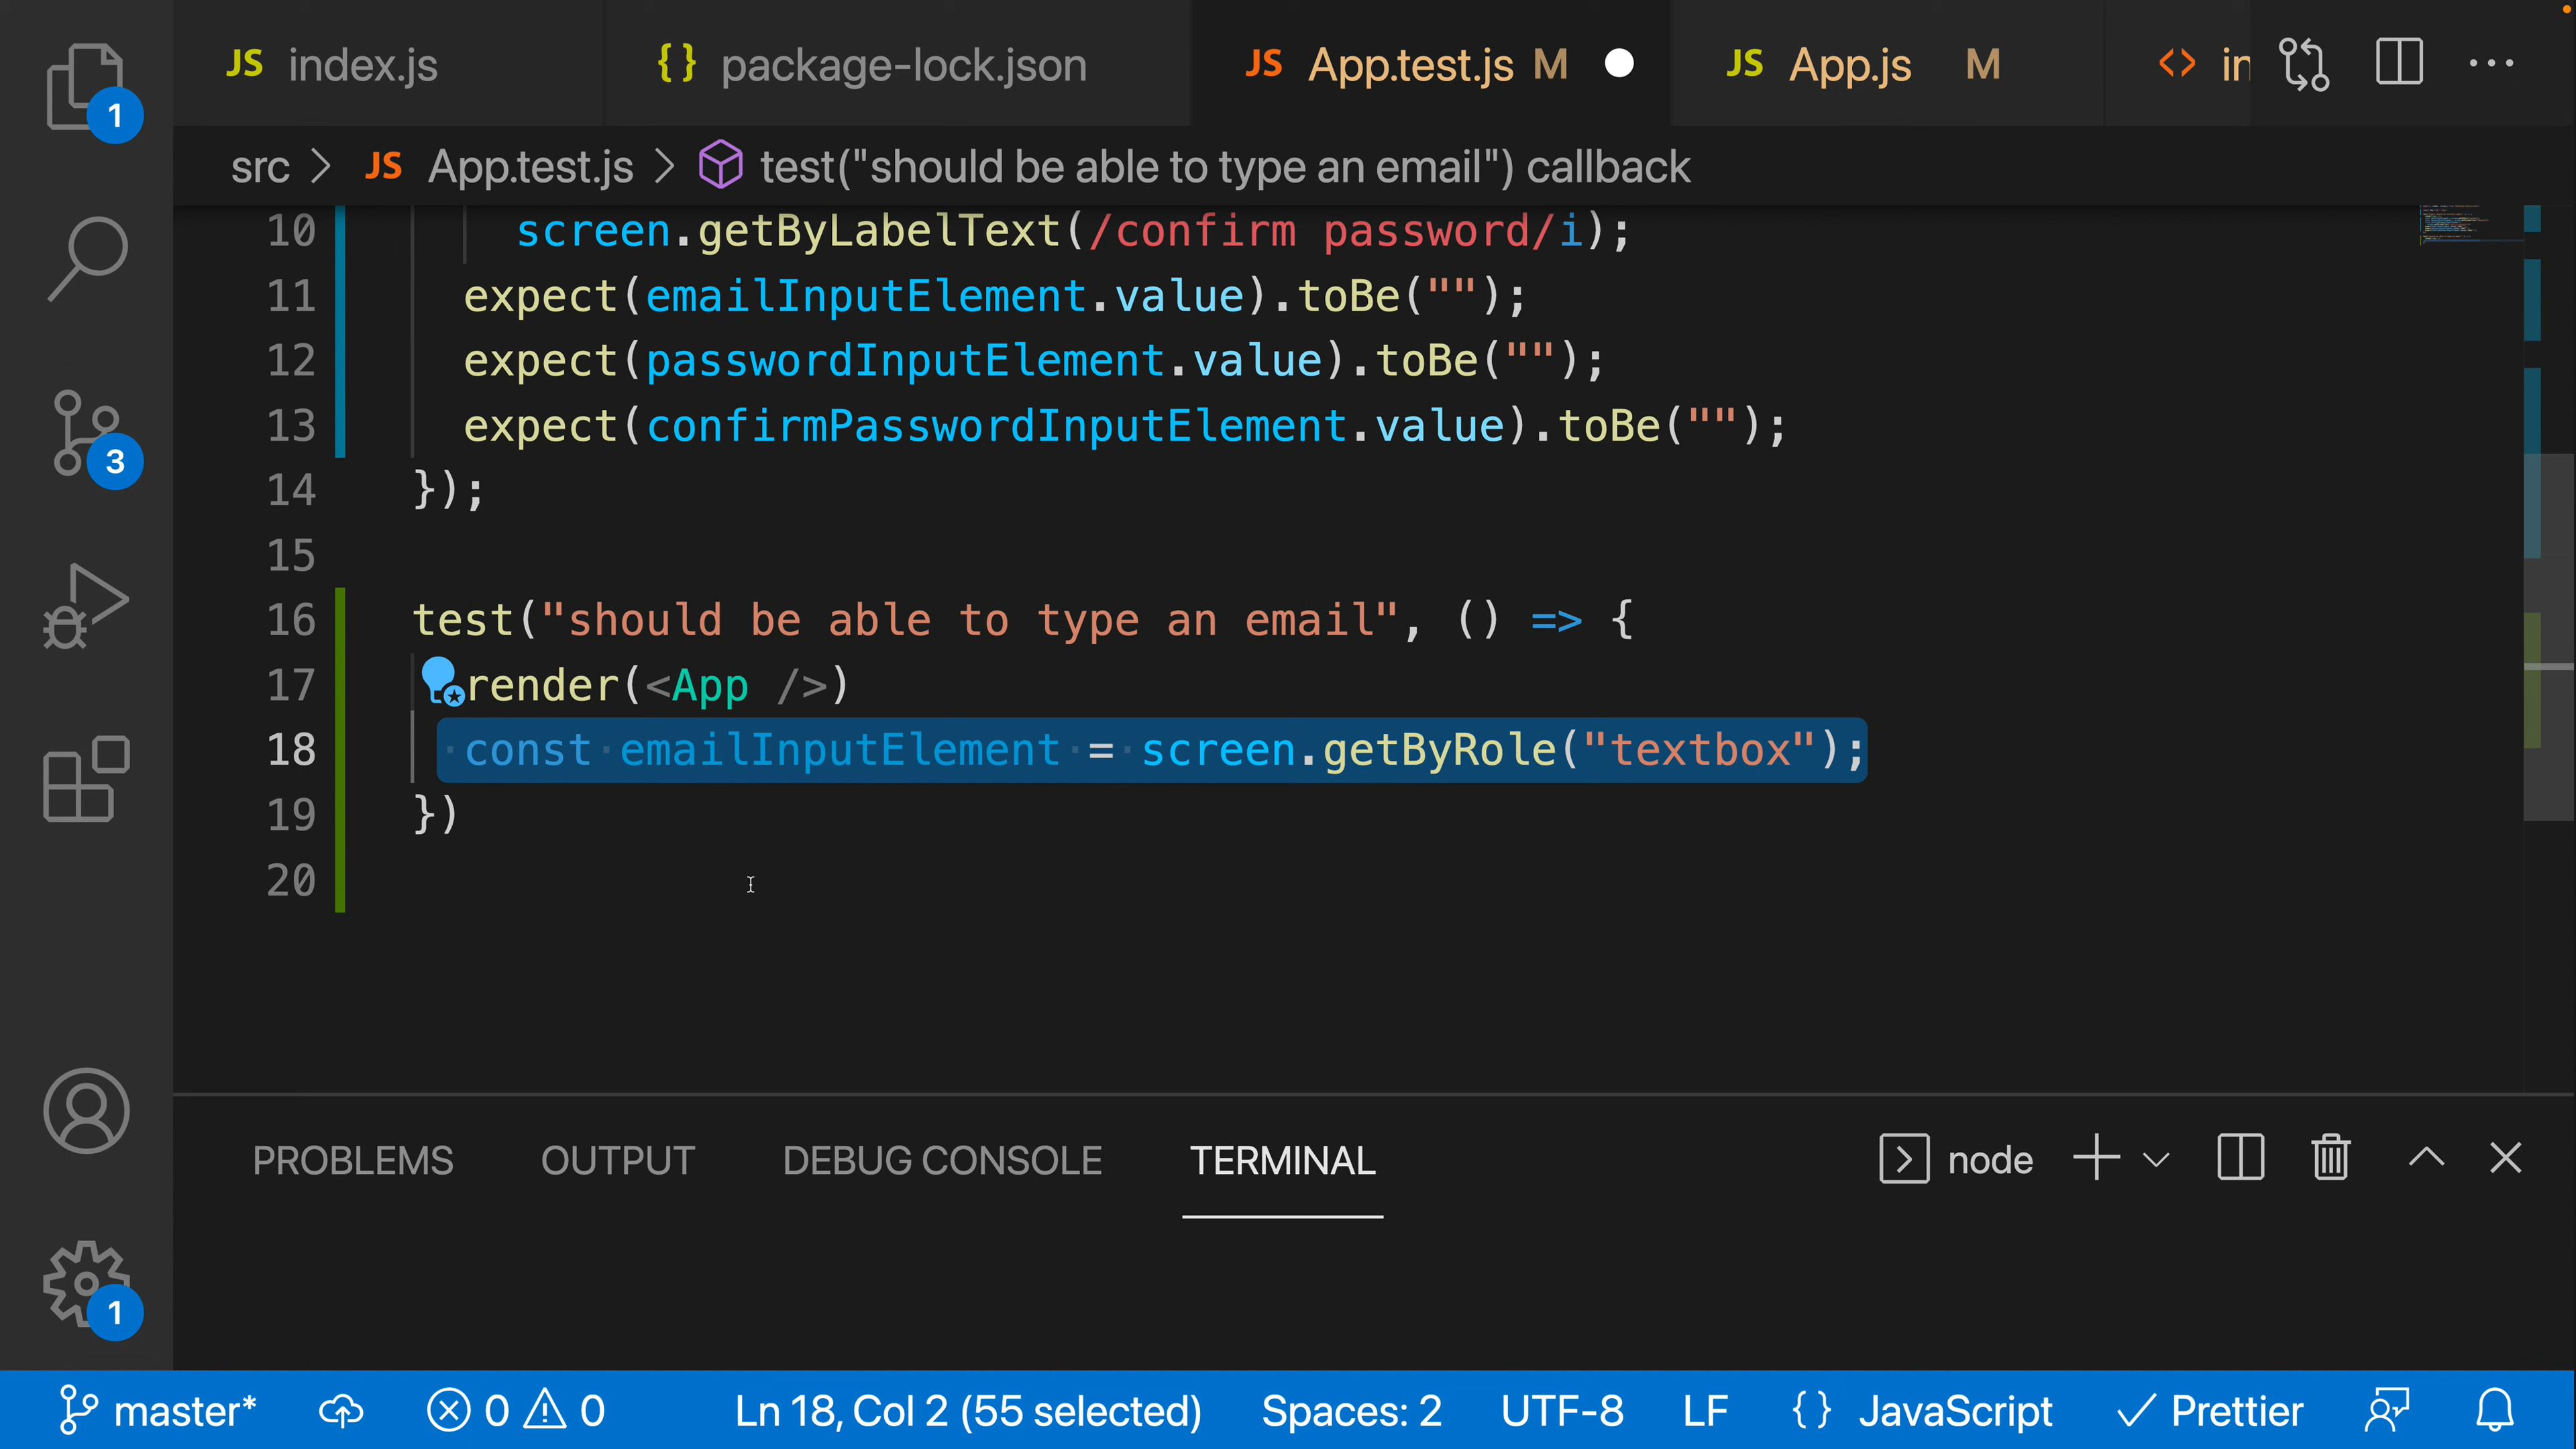 JS index.js {} package-lock.json JS App.test.js M JS App.js M <> in
1
src > JS App.test.js > test("should be able to type an email") callback
10 screen.getByLabelText(/confirm password/i);
11 expect(emailInputElement.value).toBe("");
12 expect(passwordInputElement.value).toBe("");
13 expect(confirmPasswordInputElement.value).toBe("");
3
14 });
15
16 test("should be able to type an email", () => {
17 render(<App />)
18 const emailInputElement = screen.getByRole("textbox");
19 })
20
PROBLEMS OUTPUT DEBUG CONSOLE TERMINAL node
1
master* 0 0 Ln 18, Col 2 (55 selected) Spaces: 2 UTF-8 LF {} JavaScript Prettier